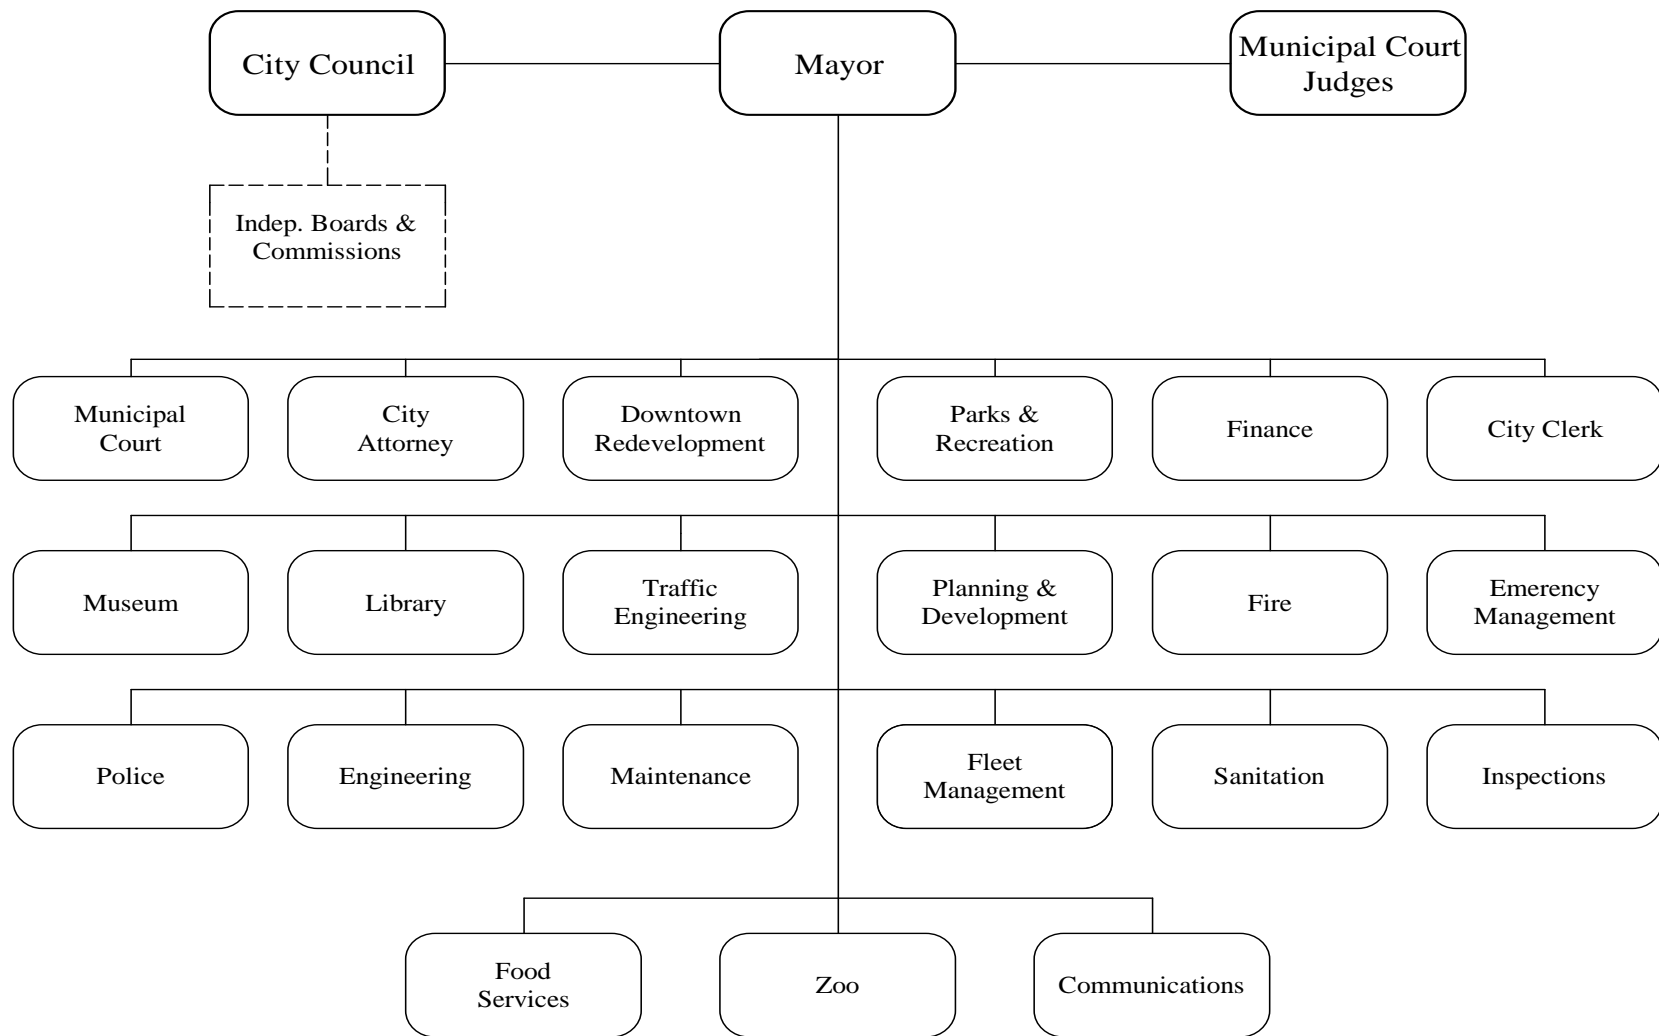 City Council
Mayor
Municipal Court
Judges
Indep. Boards &
Commissions
Municipal
Court
City
Attorney
Downtown
Redevelopment
Parks &
Recreation
Finance
City Clerk
Museum
Library
Traffic
Engineering
Planning &
Development
Fire
Emerency
Management
Police
Engineering
Maintenance
Fleet
Management
Sanitation
Inspections
Food
Services
Zoo
Communications